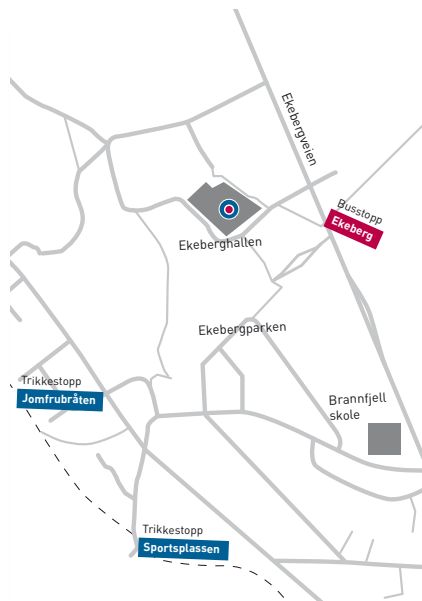 Ekebergveien
Busstopp
Ekeberg
Ekeberghallen
Ekebergparken
Trikkestopp
Jomfrubråten
Brannfjell
skole
Trikkestopp
Sportsplassen